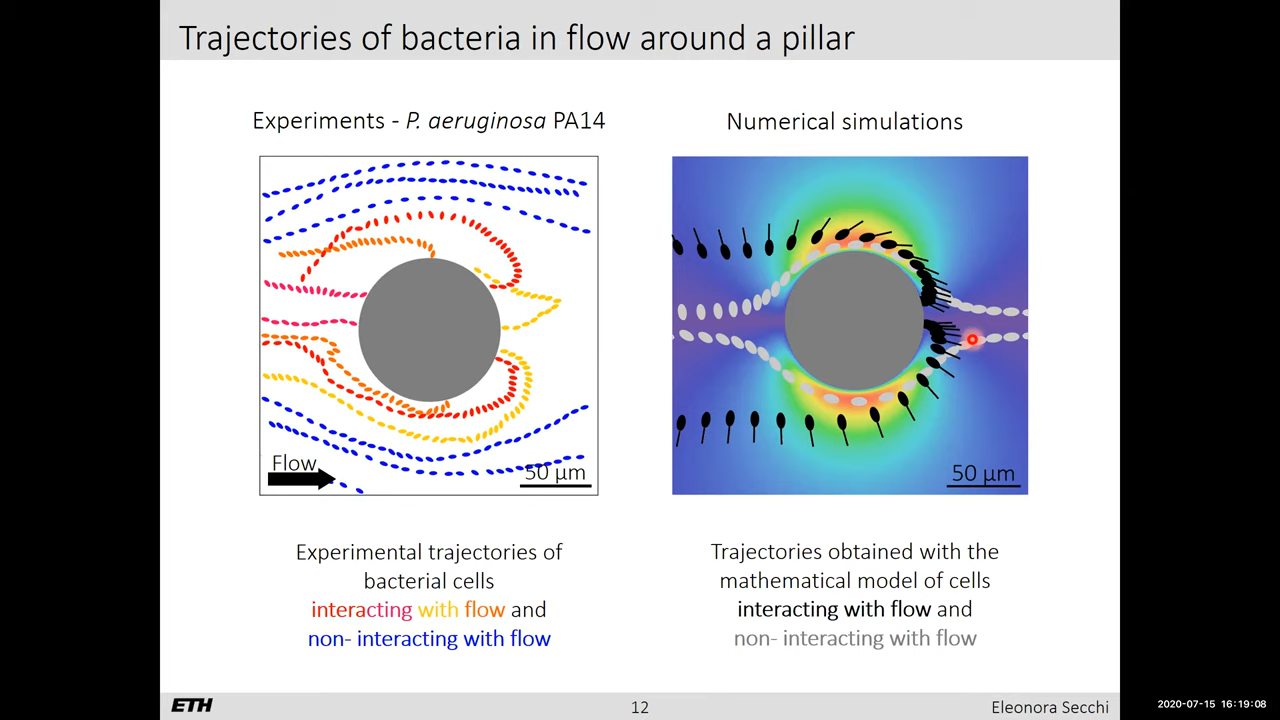 Trajectories of bacteria in flow around a pillar
Experiments - P. aeruginosa PA14
Numerical simulations
Flow
50 µm
50 µm
Experimental trajectories of
bacterial cells
interacting with flow and
non- interacting with flow
Trajectories obtained with the
mathematical model of cells
interacting with flow and
non- interacting with flow
ETH
12
Eleonora Secchi
2020-07-15 16:19:08